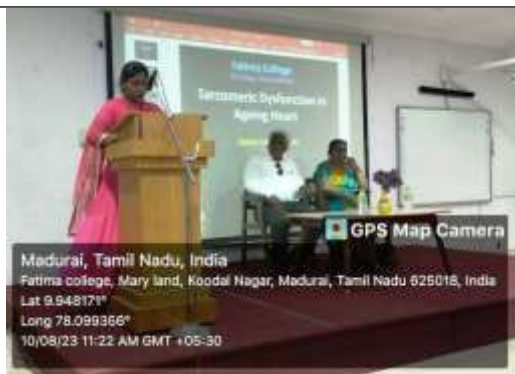 Fatima College
Sarcomeric Dysfunction in
Ageing Heart
GPS Map Camera
Madurai, Tamil Nadu, India
Fatima college, Mary land, Koodal Nagar, Madurai, Tamil Nadu 625018, India
Lat 9.948171°
Long 78.099366°
10/08/23 11:22 AM GMT +05:30